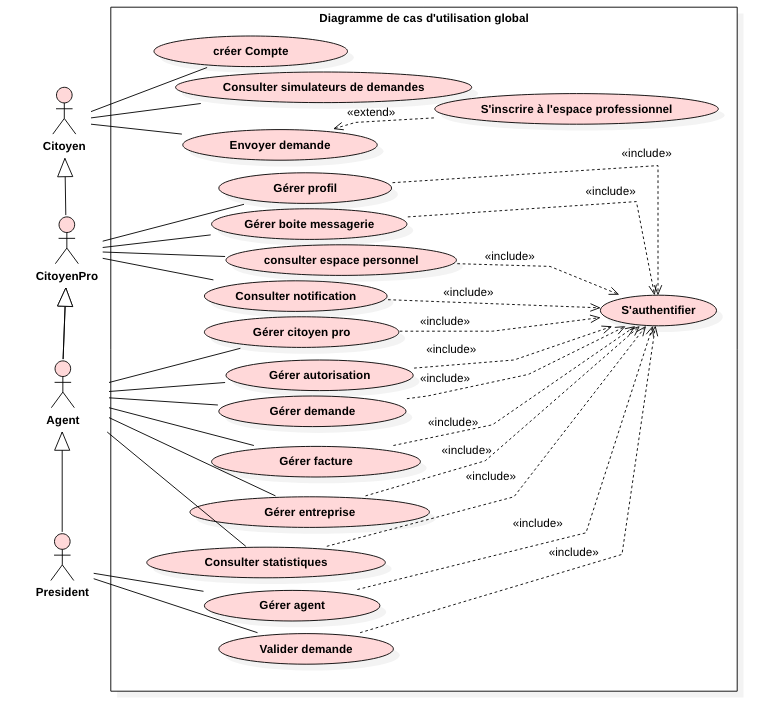 Diagramme de cas d'utilisation global
créer Compte
Consulter simulateurs de demandes
S'inscrire à l'espace professionnel
«extend»
Citoyen
Envoyer demande
«include»
Gérer profil
«include»
Gérer boite messagerie
consulter espace personnel
«include»
CitoyenPro
Consulter notification
«include»
S'authentifier
Gérer citoyen pro
«include»
«include»
Gérer autorisation
«include»
Gérer demande
Agent
«include»
Gérer facture
«include»
«include»
Gérer entreprise
«include»
Consulter statistiques
«include»
President
Gérer agent
Valider demande